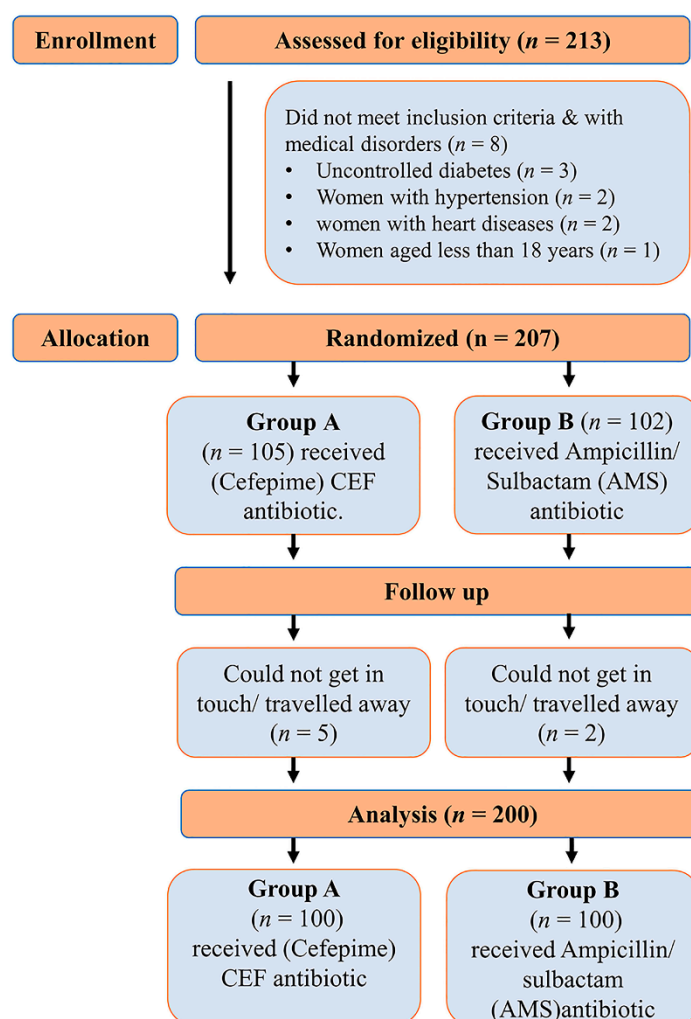 Enrollment
Assessed for eligibility (n = 213)
Did not meet inclusion criteria & with
medical disorders (n = 8)
• Uncontrolled diabetes (n = 3)
• Women with hypertension (n = 2)
• women with heart diseases (n = 2)
• Women aged less than 18 years (n = 1)
Allocation
Randomized (n = 207)
Group A
(n = 105) received
(Cefepime) CEF
antibiotic.
Group B (n = 102)
received Ampicillin/
Sulbactam (AMS)
antibiotic
Follow up
Could not get in
touch/ travelled away
(n = 5)
Could not get in
touch/ travelled away
(n = 2)
Analysis (n = 200)
Group A
(n = 100)
received (Cefepime)
CEF antibiotic
Group B
(n = 100)
received Ampicillin/
sulbactam
(AMS)antibiotic